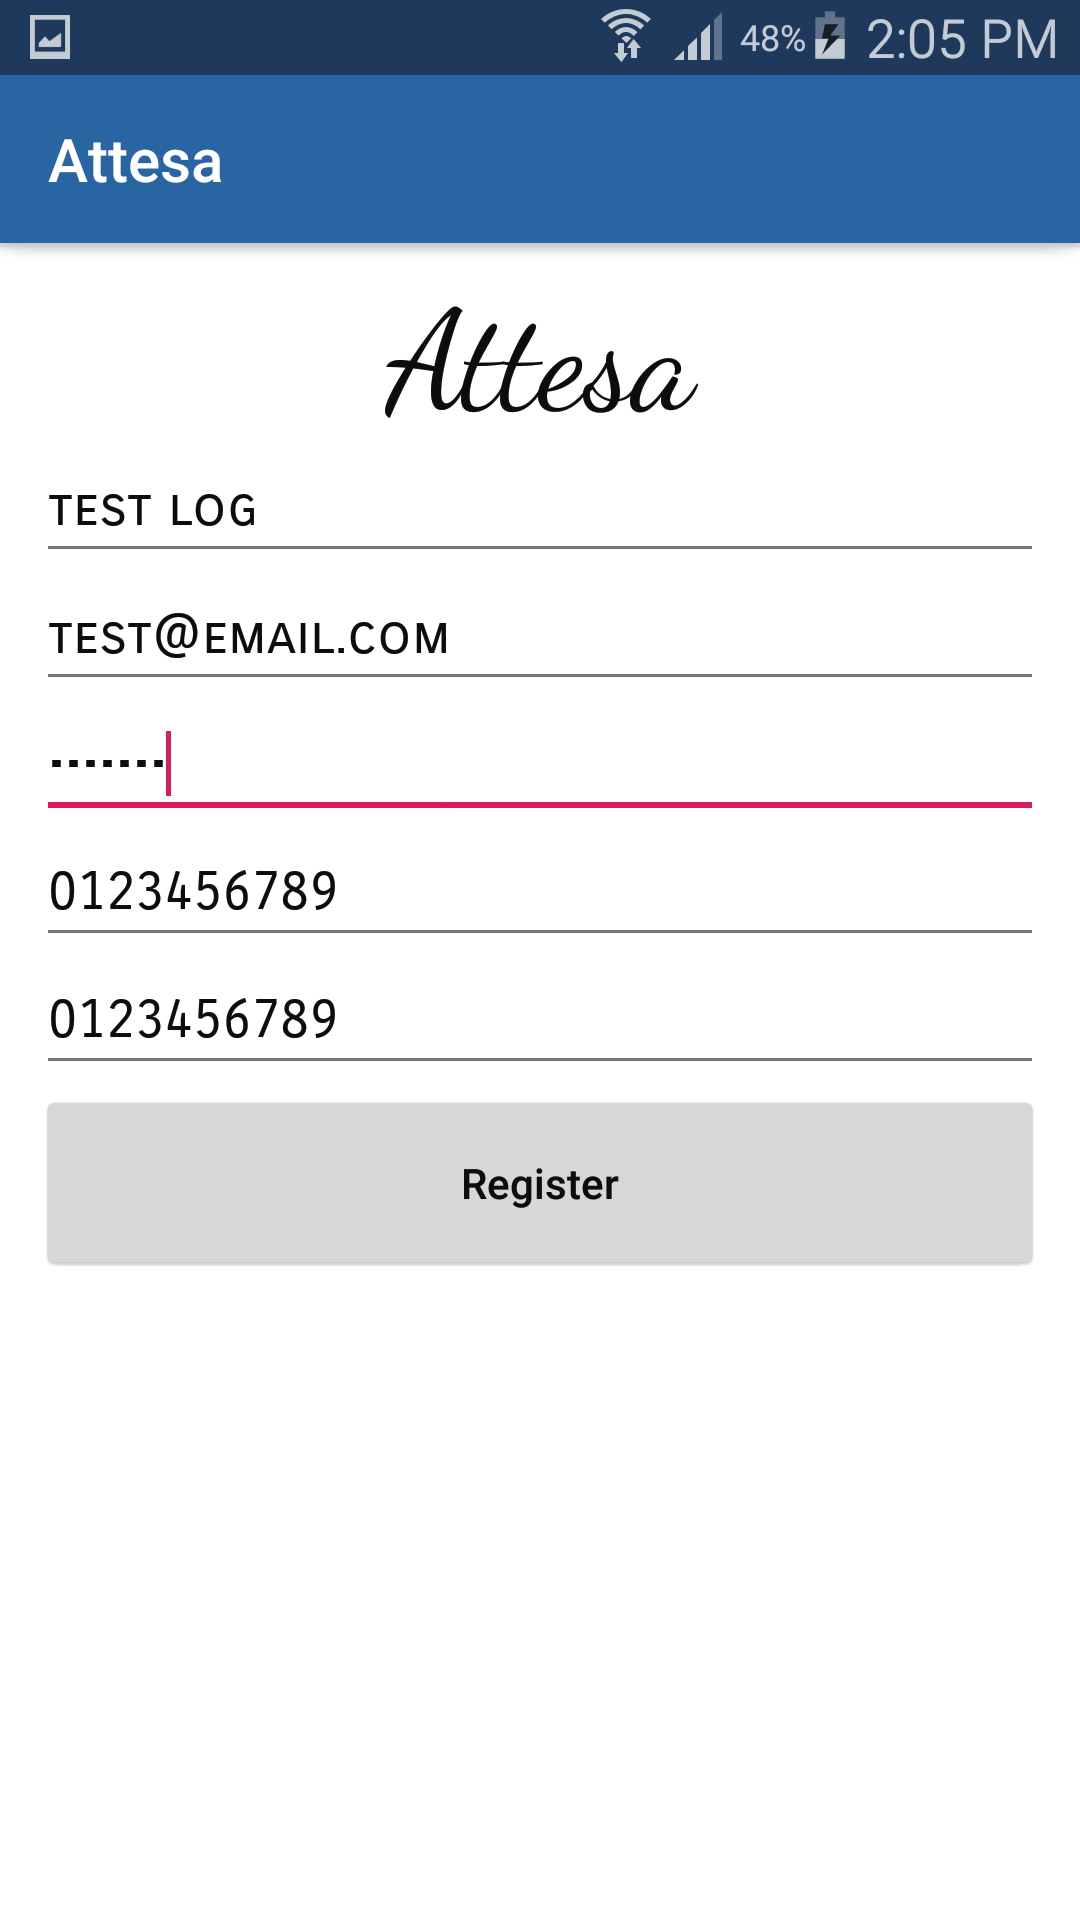 48% 2:05 PM
Attesa
Attesa
TEST LOG
TEST@EMAIL.COM
•••••••
0123456789
0123456789
Register